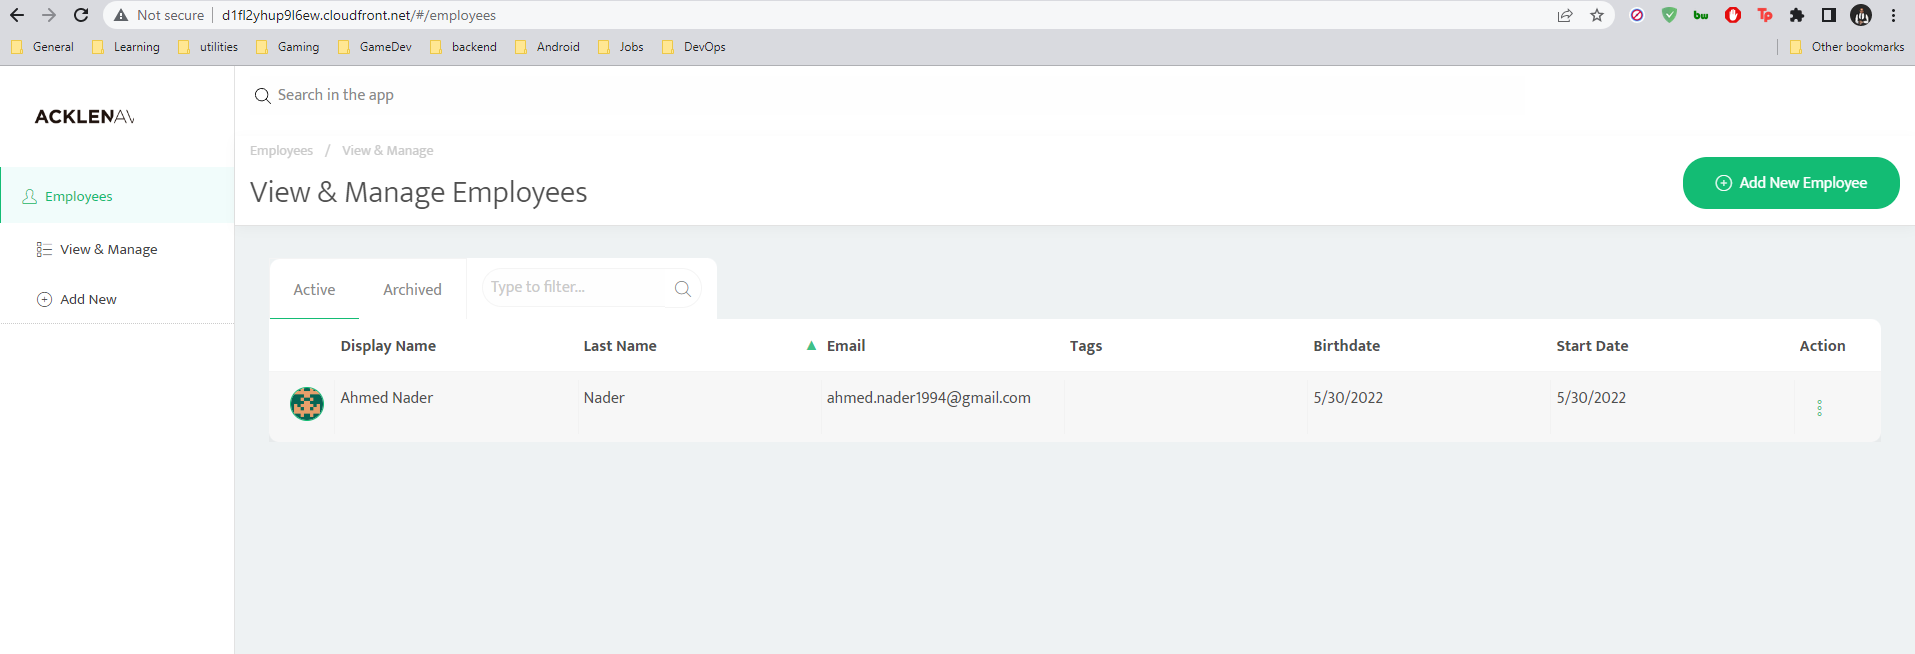 Not secure d1fl2yhup9l6ew.cloudfront.net/#/employees
General Learning utilities Gaming GameDev backend Android Jobs DevOps Other bookmarks
Search in the app
ACKLENAV
Employees / View & Manage
View & Manage Employees
Add New Employee
Employees
View & Manage
Add New
Active Archived Type to filter...
Display Name Last Name Email Tags Birthdate Start Date Action
Ahmed Nader Nader ahmed.nader1994@gmail.com 5/30/2022 5/30/2022